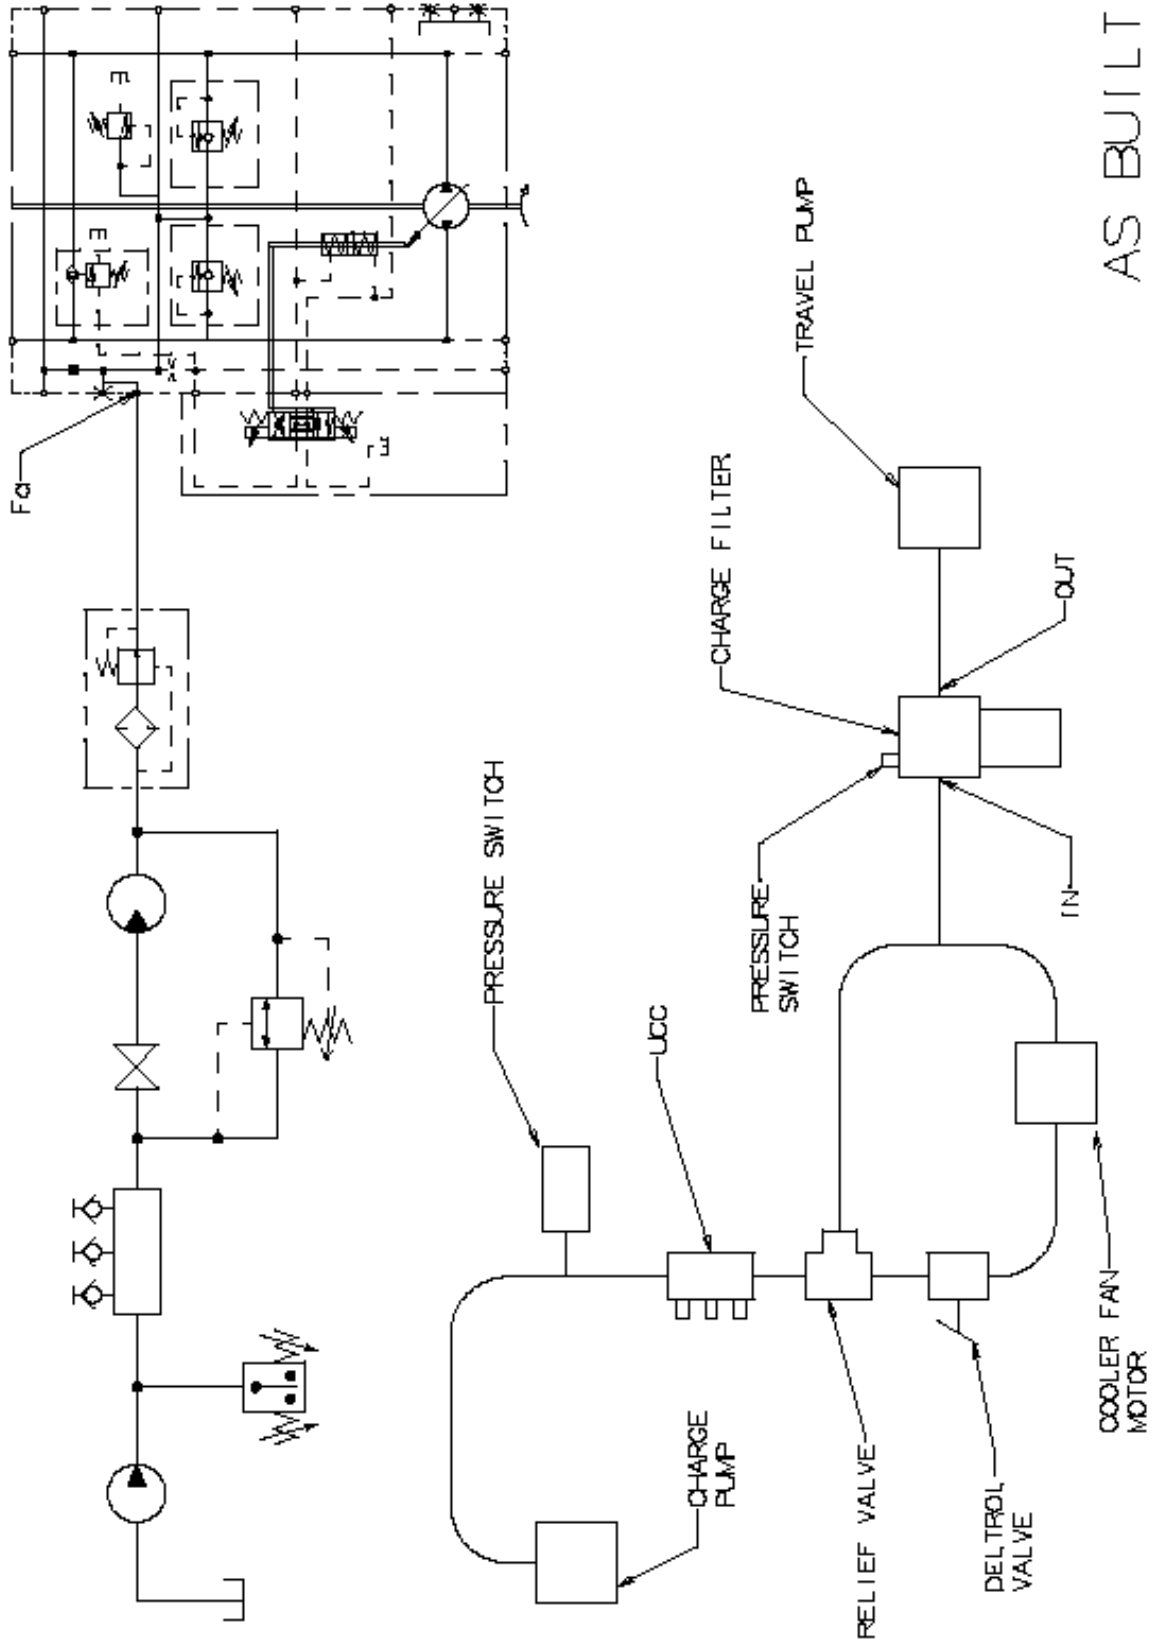 Fa
E
E
r3
TRAVEL PUMP
CHARGE FILTER
OUT
PRESSURE
SWITCH
IN
PRESSURE SWITCH
UCC
CHARGE
PUMP
RELIEF VALVE
DELTROL
VALVE
COOLER FAN
MOTOR
AS BUILT